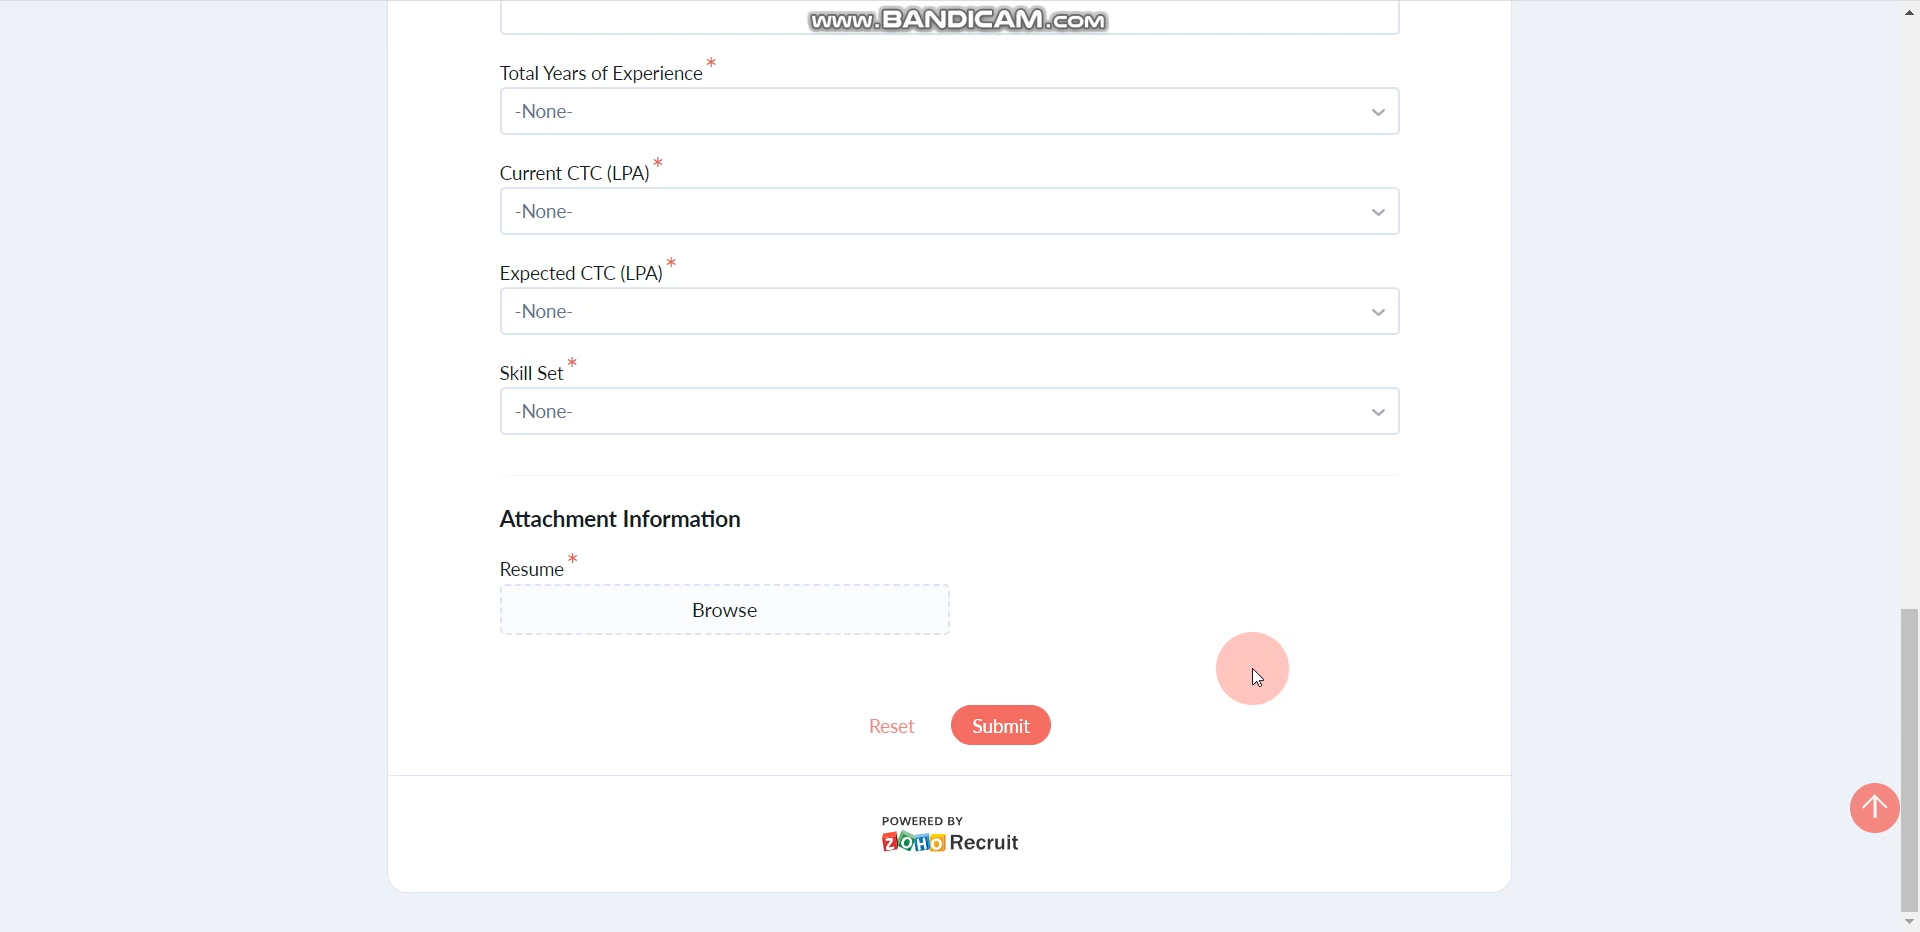 www.BANDICAM.com
Total Years of Experience *
-None-
Current CTC (LPA) *
-None-
Expected CTC (LPA) *
-None-
Skill Set *
-None-
Attachment Information
Resume *
Browse
Reset Submit
POWERED BY
ZOHO Recruit